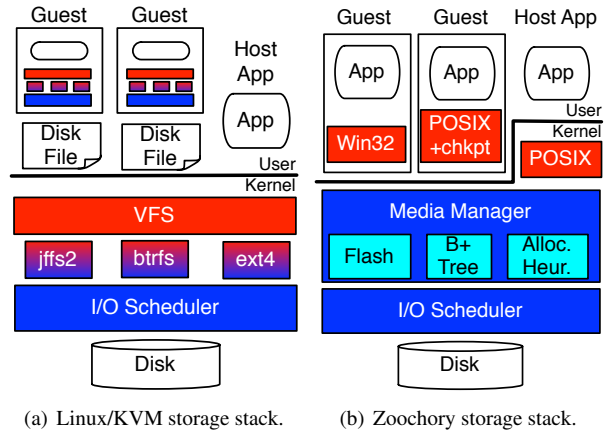 Guest
Guest
Host
App
App
Disk
File
Disk
File
User
Kernel
VFS
jffs2
btrfs
ext4
I/O Scheduler
Disk
(a) Linux/KVM storage stack.
Guest
Guest
Host App
App
App
App
Win32
POSIX
+chkpt
User
Kernel
POSIX
Media Manager
Flash
B+
Tree
Alloc.
Heur.
I/O Scheduler
Disk
(b) Zoochory storage stack.